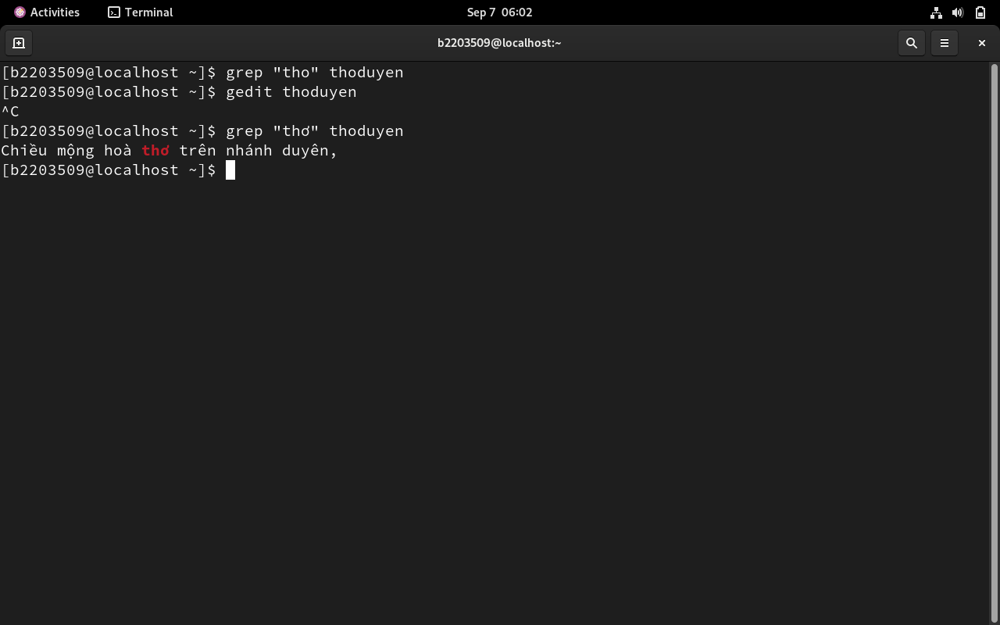 Activities Terminal Sep 7 06:02
b2203509@localhost:~
[b2203509@localhost ~]$ grep "tho" thoduyen
[b2203509@localhost ~]$ gedit thoduyen
^C
[b2203509@localhost ~]$ grep "thơ" thoduyen
Chiều mộng hoà thơ trên nhánh duyên,
[b2203509@localhost ~]$